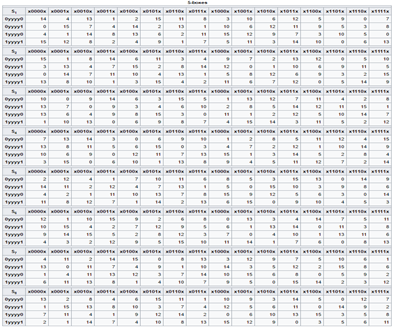 S₁ x0000x x0001x x0010x x0011x x0100x x0101x x0110x x0111x x1000x x1001x x1010x x1011x x1100x x1101x x1110x x1111x
0yyyy0 14 4 13 1 2 15 11 8 3 10 6 12 5 9 0 7
0yyyy1 0 15 7 4 14 2 13 1 10 6 12 11 9 5 3 8
1yyyy0 4 1 14 8 13 6 2 11 15 12 9 7 3 10 5 0
1yyyy1 15 12 8 2 4 9 1 7 5 11 3 14 10 0 6 13
S₂ x0000x x0001x x0010x x0011x x0100x x0101x x0110x x0111x x1000x x1001x x1010x x1011x x1100x x1101x x1110x x1111x
0yyyy0 15 1 8 14 6 11 3 4 9 7 2 13 12 0 5 10
0yyyy1 3 13 4 7 15 2 8 14 12 0 1 10 6 9 11 5
1yyyy0 0 14 7 11 10 4 13 1 5 8 12 6 9 3 2 15
1yyyy1 13 8 10 1 3 15 4 2 11 6 7 12 0 5 14 9
S₃ x0000x x0001x x0010x x0011x x0100x x0101x x0110x x0111x x1000x x1001x x1010x x1011x x1100x x1101x x1110x x1111x
0yyyy0 10 0 9 14 6 3 15 5 1 13 12 7 11 4 2 8
0yyyy1 13 7 0 9 3 4 6 10 2 8 5 14 12 11 15 1
1yyyy0 13 6 4 9 8 15 3 0 11 1 2 12 5 10 14 7
1yyyy1 1 10 13 0 6 9 8 7 4 15 14 3 11 5 2 12
S₄ x0000x x0001x x0010x x0011x x0100x x0101x x0110x x0111x x1000x x1001x x1010x x1011x x1100x x1101x x1110x x1111x
0yyyy0 7 13 14 3 0 6 9 10 1 2 8 5 11 12 4 15
0yyyy1 13 8 11 5 6 15 0 3 4 7 2 12 1 10 14 9
1yyyy0 10 6 9 0 12 11 7 13 15 1 3 14 5 2 8 4
1yyyy1 3 15 0 6 10 1 13 8 9 4 5 11 12 7 2 14
S₅ x0000x x0001x x0010x x0011x x0100x x0101x x0110x x0111x x1000x x1001x x1010x x1011x x1100x x1101x x1110x x1111x
0yyyy0 2 12 4 1 7 10 11 6 8 5 3 15 13 0 14 9
0yyyy1 14 11 2 12 4 7 13 1 5 0 15 10 3 9 8 6
1yyyy0 4 2 1 11 10 13 7 8 15 9 12 5 6 3 0 14
1yyyy1 11 8 12 7 1 14 2 13 6 15 0 9 10 4 5 3
S₆ x0000x x0001x x0010x x0011x x0100x x0101x x0110x x0111x x1000x x1001x x1010x x1011x x1100x x1101x x1110x x1111x
0yyyy0 12 1 10 15 9 2 6 8 0 13 3 4 14 7 5 11
0yyyy1 10 15 4 2 7 12 9 5 6 1 13 14 0 11 3 8
1yyyy0 9 14 15 5 2 8 12 3 7 0 4 10 1 13 11 6
1yyyy1 4 3 2 12 9 5 15 10 11 14 1 7 6 0 8 13
S₇ x0000x x0001x x0010x x0011x x0100x x0101x x0110x x0111x x1000x x1001x x1010x x1011x x1100x x1101x x1110x x1111x
0yyyy0 4 11 2 14 15 0 8 13 3 12 9 7 5 10 6 1
0yyyy1 13 0 11 7 4 9 1 10 14 3 5 12 2 15 8 6
1yyyy0 1 4 11 13 12 3 7 14 10 15 6 8 0 5 9 2
1yyyy1 6 11 13 8 1 4 10 7 9 5 0 15 14 2 3 12
S₈ x0000x x0001x x0010x x0011x x0100x x0101x x0110x x0111x x1000x x1001x x1010x x1011x x1100x x1101x x1110x x1111x
0yyyy0 13 2 8 4 6 15 11 1 10 9 3 14 5 0 12 7
0yyyy1 1 15 13 8 10 3 7 4 12 5 6 11 0 14 9 2
1yyyy0 7 11 4 1 9 12 14 2 0 6 10 13 15 3 5 8
1yyyy1 2 1 14 7 4 10 8 13 15 12 9 0 3 5 6 11